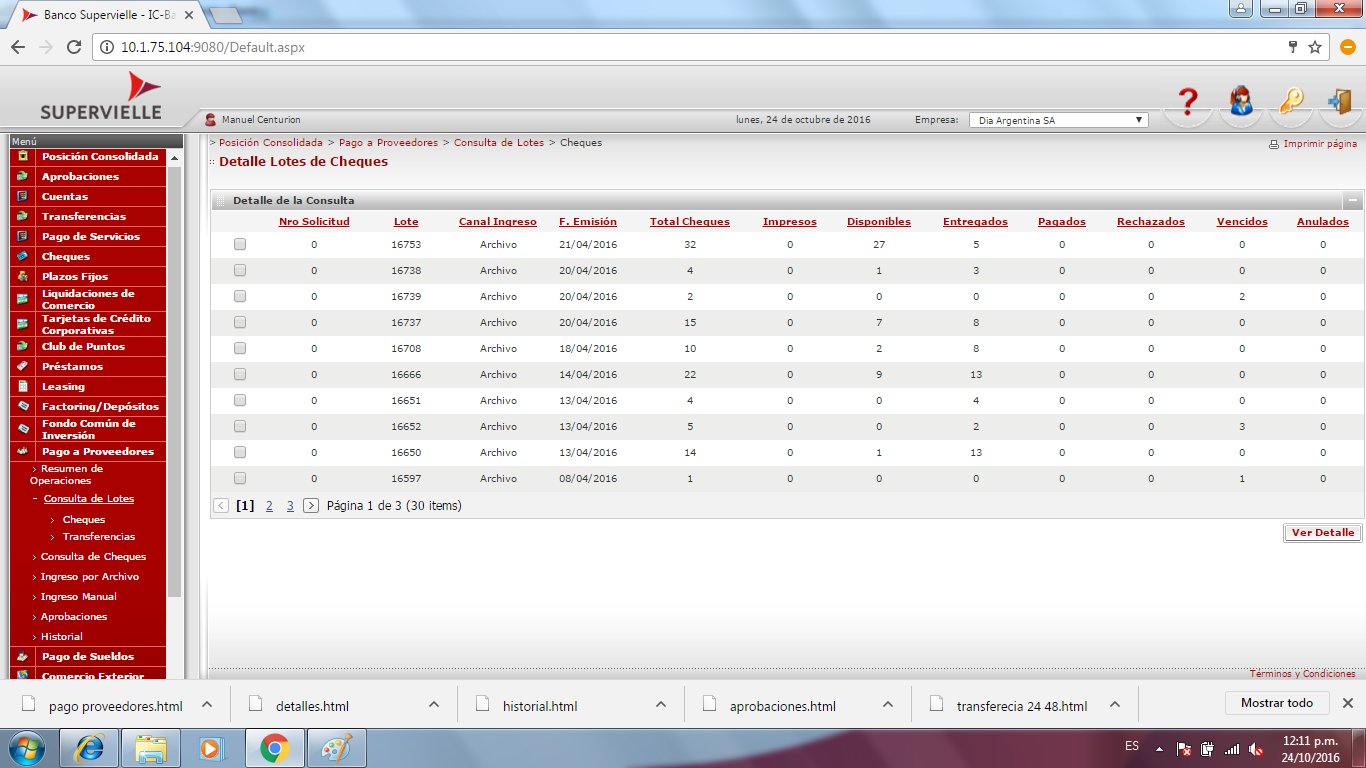 Banco Supervielle - IC-Ba
10.1.75.104:9080/Default.aspx
SUPERVIELLE
Manuel Centurion
lunes, 24 de octubre de 2016
Empresa:
Dia Argentina SA
Menú
Posición Consolidada
Aprobaciones
Cuentas
Transferencias
Pago de Servicios
Cheques
Plazos Fijos
Liquidaciones de
Comercio
Tarjetas de Crédito
Corporativas
Club de Puntos
Préstamos
Leasing
Factoring/Depósitos
Fondo Común de
Inversión
Pago a Proveedores
> Resumen de
Operaciones
- Consulta de Lotes
> Cheques
> Transferencias
> Consulta de Cheques
> Ingreso por Archivo
> Ingreso Manual
> Aprobaciones
> Historial
Pago de Sueldos
Comercio Exterior
> Posición Consolidada > Pago a Proveedores > Consulta de Lotes > Cheques
Imprimir página
Detalle Lotes de Cheques
Detalle de la Consulta
Nro Solicitud Lote Canal Ingreso F. Emisión Total Cheques Impresos Disponibles Entregados Pagados Rechazados Vencidos Anulados
0 16753 Archivo 21/04/2016 32 0 27 5 0 0 0 0
0 16738 Archivo 20/04/2016 4 0 1 3 0 0 0 0
0 16739 Archivo 20/04/2016 2 0 0 0 0 0 2 0
0 16737 Archivo 20/04/2016 15 0 7 8 0 0 0 0
0 16708 Archivo 18/04/2016 10 0 2 8 0 0 0 0
0 16666 Archivo 14/04/2016 22 0 9 13 0 0 0 0
0 16651 Archivo 13/04/2016 4 0 0 4 0 0 0 0
0 16652 Archivo 13/04/2016 5 0 0 2 0 0 3 0
0 16650 Archivo 13/04/2016 14 0 1 13 0 0 0 0
0 16597 Archivo 08/04/2016 1 0 0 0 0 0 1 0
< [1] 2 3 > Página 1 de 3 (30 items)
Ver Detalle
Términos y Condiciones
pago proveedores.html
detalles.html
historial.html
aprobaciones.html
transferecia 24 48.html
Mostrar todo
ES
12:11 p.m.
24/10/2016